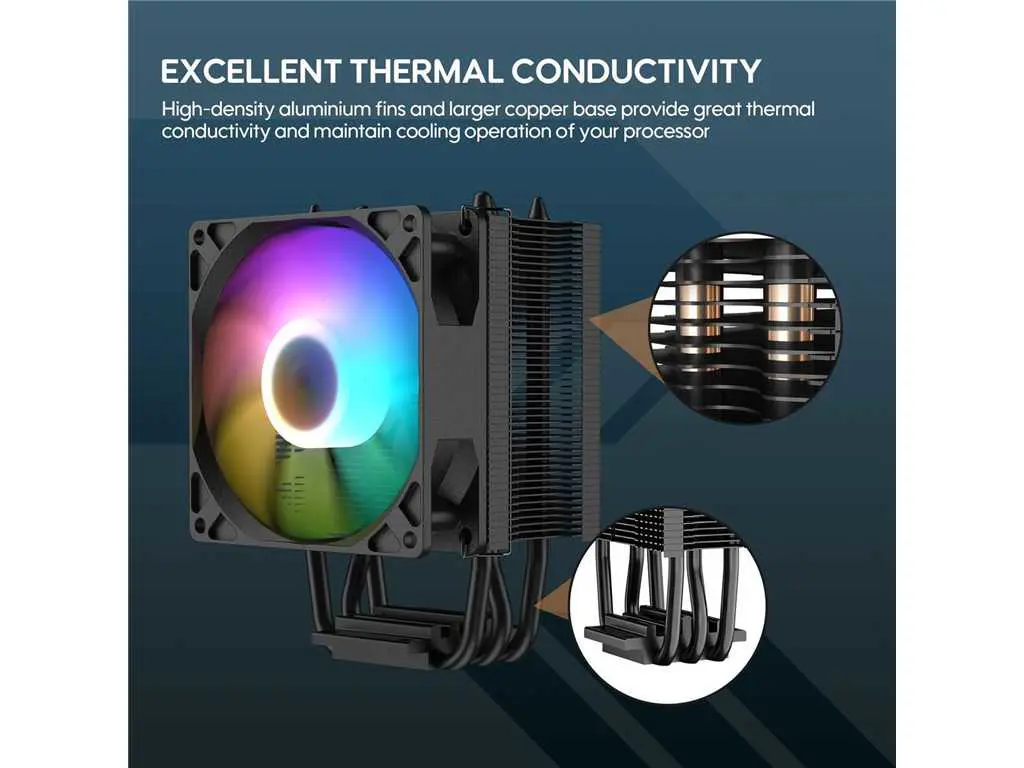 EXCELLENT THERMAL CONDUCTIVITY
High-density aluminium fins and larger copper base provide great thermal
conductivity and maintain cooling operation of your processor